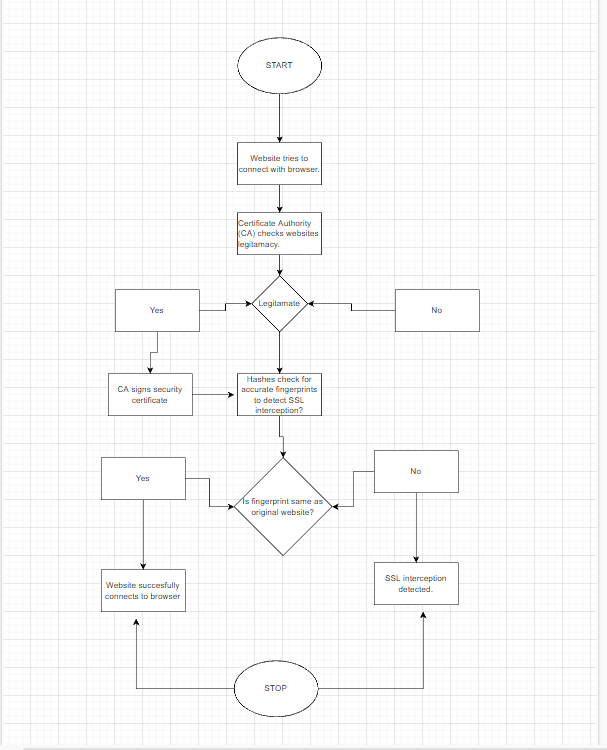 START
Website tries to
connect with browser.
Certificate Authority
(CA) checks websites
legitamacy.
Yes
Legitamate
No
CA signs security
certificate
Hashes check for
accurate fingerprints
to detect SSL
interception?
Yes
No
Is fingerprint same as
original website?
Website succesfully
connects to browser
SSL interception
detected.
STOP